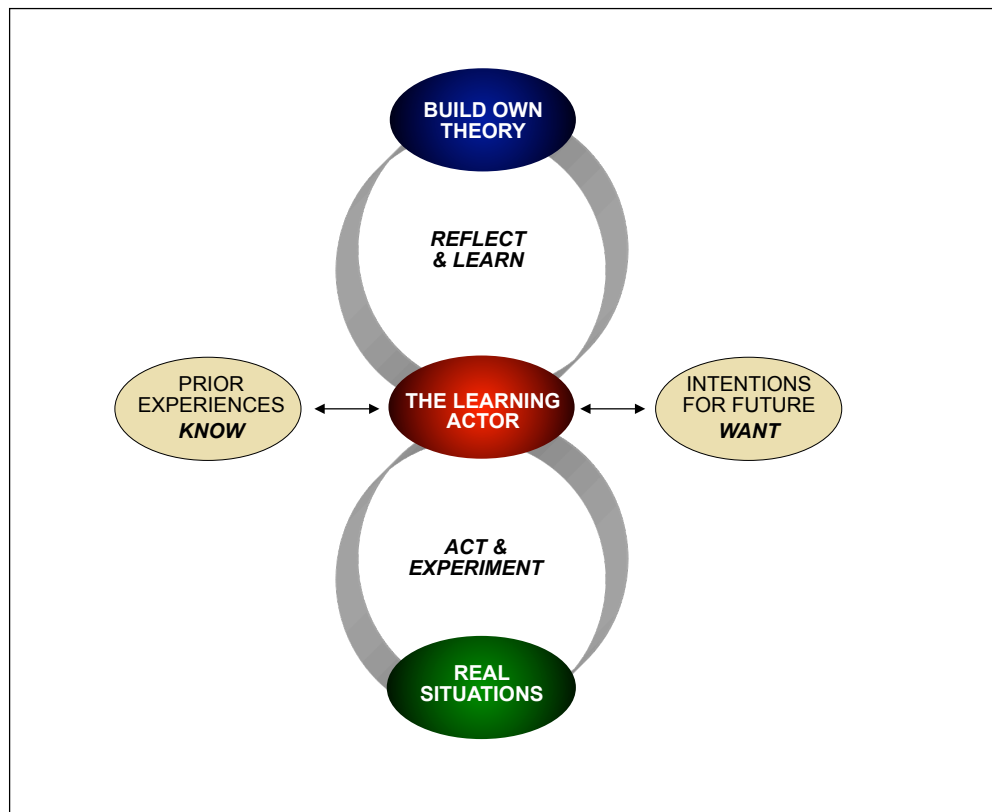 BUILD OWN
THEORY
REFLECT
& LEARN
PRIOR
EXPERIENCES
KNOW
THE LEARNING
ACTOR
INTENTIONS
FOR FUTURE
WANT
ACT &
EXPERIMENT
REAL
SITUATIONS